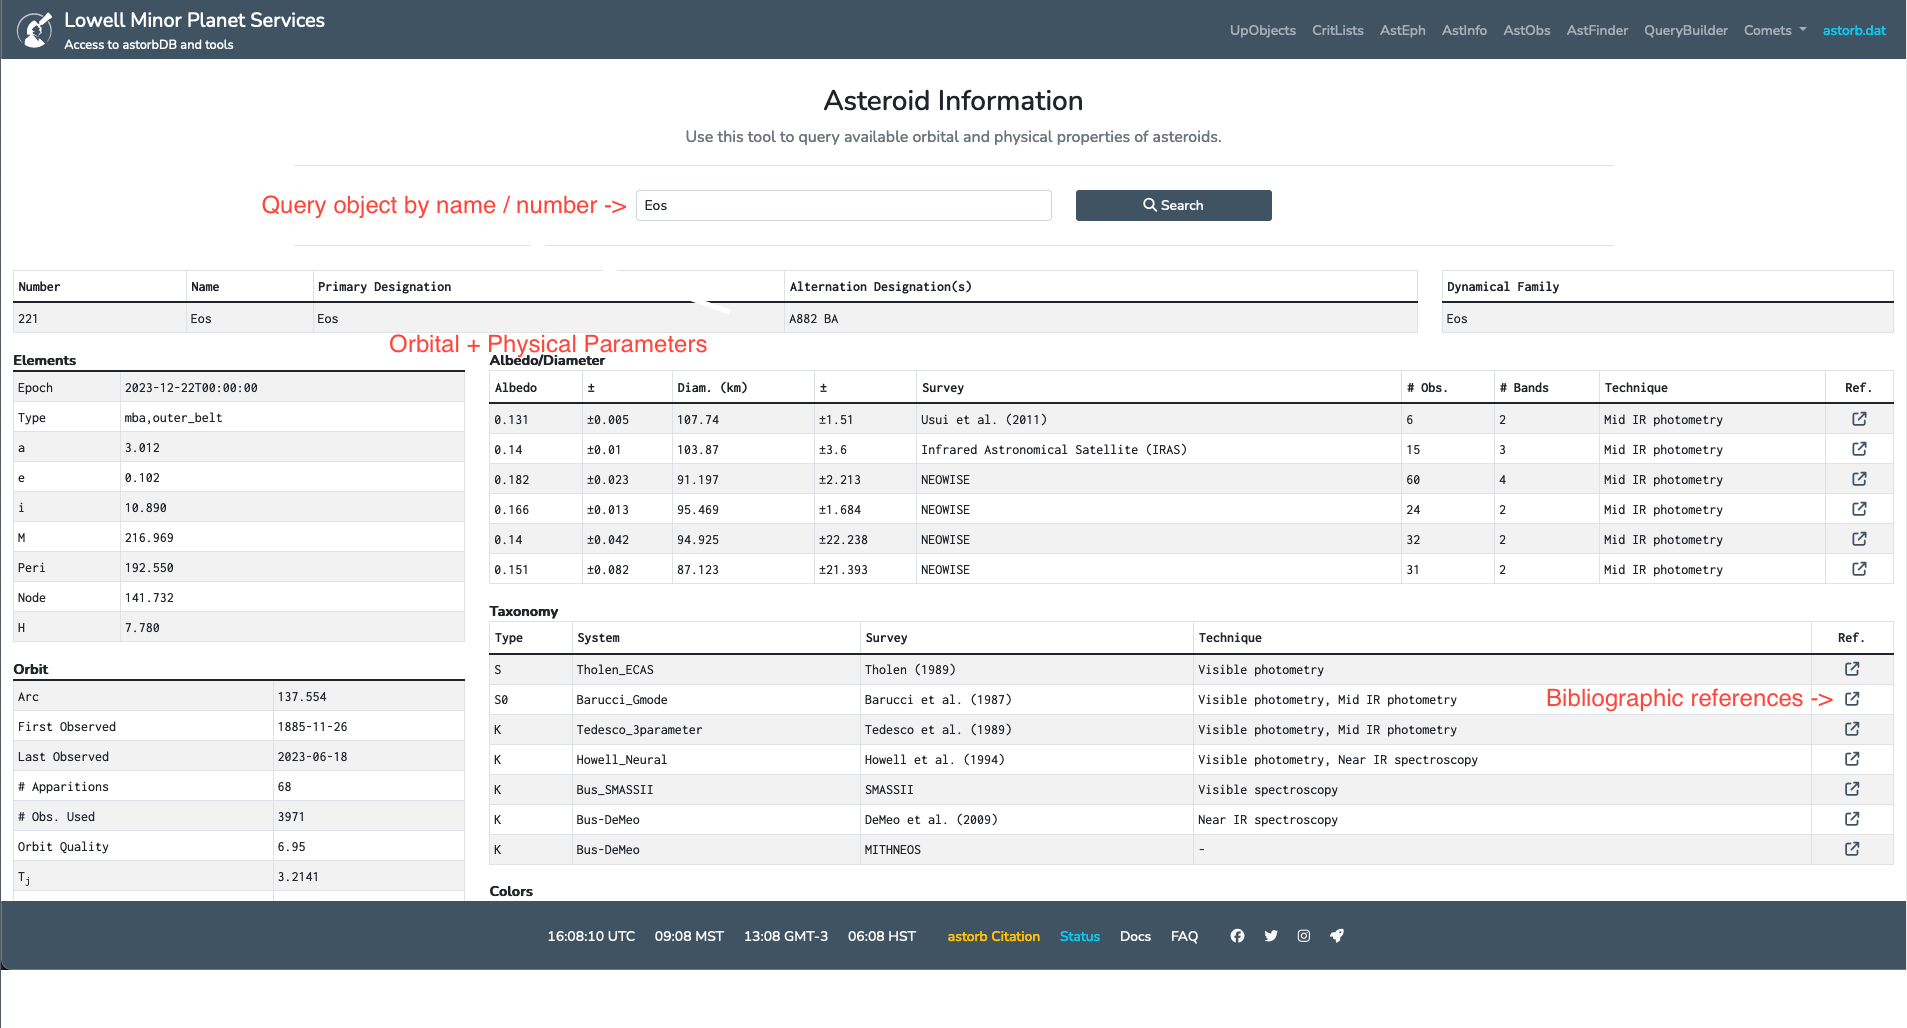 Lowell Minor Planet Services
Access to astorbDB and tools
UpObjects CritLists AstEph AstInfo AstObs AstFinder QueryBuilder Comets astorb.dat
Asteroid Information
Use this tool to query available orbital and physical properties of asteroids.
Query object by name / number -> Eos Search
Number Name Primary Designation Alternation Designation(s) Dynamical Family
221 Eos Eos A882 BA Eos
Orbital + Physical Parameters
Elements
Epoch 2023-12-22T00:00:00
Type mba,outer_belt
a 3.012
e 0.102
i 10.890
M 216.969
Peri 192.550
Node 141.732
H 7.780
Orbit
Arc 137.554
First Observed 1885-11-26
Last Observed 2023-06-18
# Apparitions 68
# Obs. Used 3971
Orbit Quality 6.95
Tj 3.2141
Albedo/Diameter
Albedo ± Diam. (km) ± Survey # Obs. # Bands Technique Ref.
0.131 ±0.005 107.74 ±1.51 Usui et al. (2011) 6 2 Mid IR photometry
0.14 ±0.01 103.87 ±3.6 Infrared Astronomical Satellite (IRAS) 15 3 Mid IR photometry
0.182 ±0.023 91.197 ±2.213 NEOWISE 60 4 Mid IR photometry
0.166 ±0.013 95.469 ±1.684 NEOWISE 24 2 Mid IR photometry
0.14 ±0.042 94.925 ±22.238 NEOWISE 32 2 Mid IR photometry
0.151 ±0.082 87.123 ±21.393 NEOWISE 31 2 Mid IR photometry
Taxonomy
Type System Survey Technique Ref.
S Tholen_ECAS Tholen (1989) Visible photometry
S0 Barucci_Gmode Barucci et al. (1987) Visible photometry, Mid IR photometry
Bibliographic references ->
K Tedesco_3parameter Tedesco et al. (1989) Visible photometry, Mid IR photometry
K Howell_Neural Howell et al. (1994) Visible photometry, Near IR spectroscopy
K Bus_SMASSII SMASSII Visible spectroscopy
K Bus-DeMeo DeMeo et al. (2009) Near IR spectroscopy
K Bus-DeMeo MITHNEOS -
Colors
16:08:10 UTC 09:08 MST 13:08 GMT-3 06:08 HST astorb Citation Status Docs FAQ